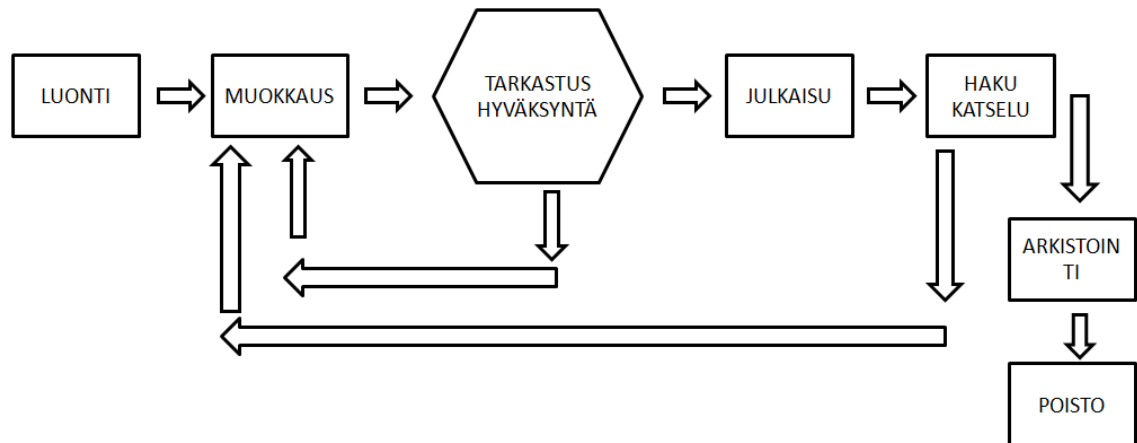 LUONTI
MUOKKAUS
TARKASTUS
HYVÄKSYNTÄ
JULKAISU
HAKU
KATSELU
ARKISTOIN
TI
POISTO